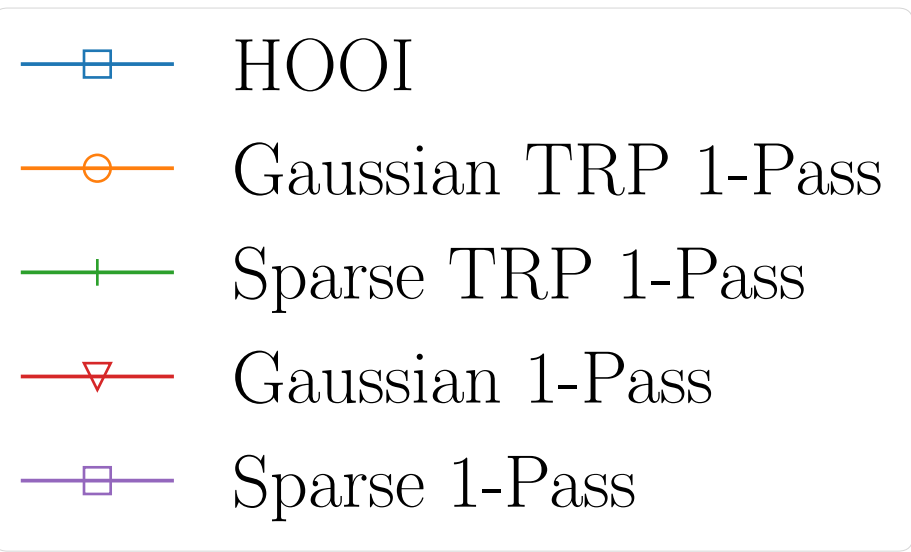 HOOI
Gaussian TRP 1-Pass
Sparse TRP 1-Pass
Gaussian 1-Pass
Sparse 1-Pass